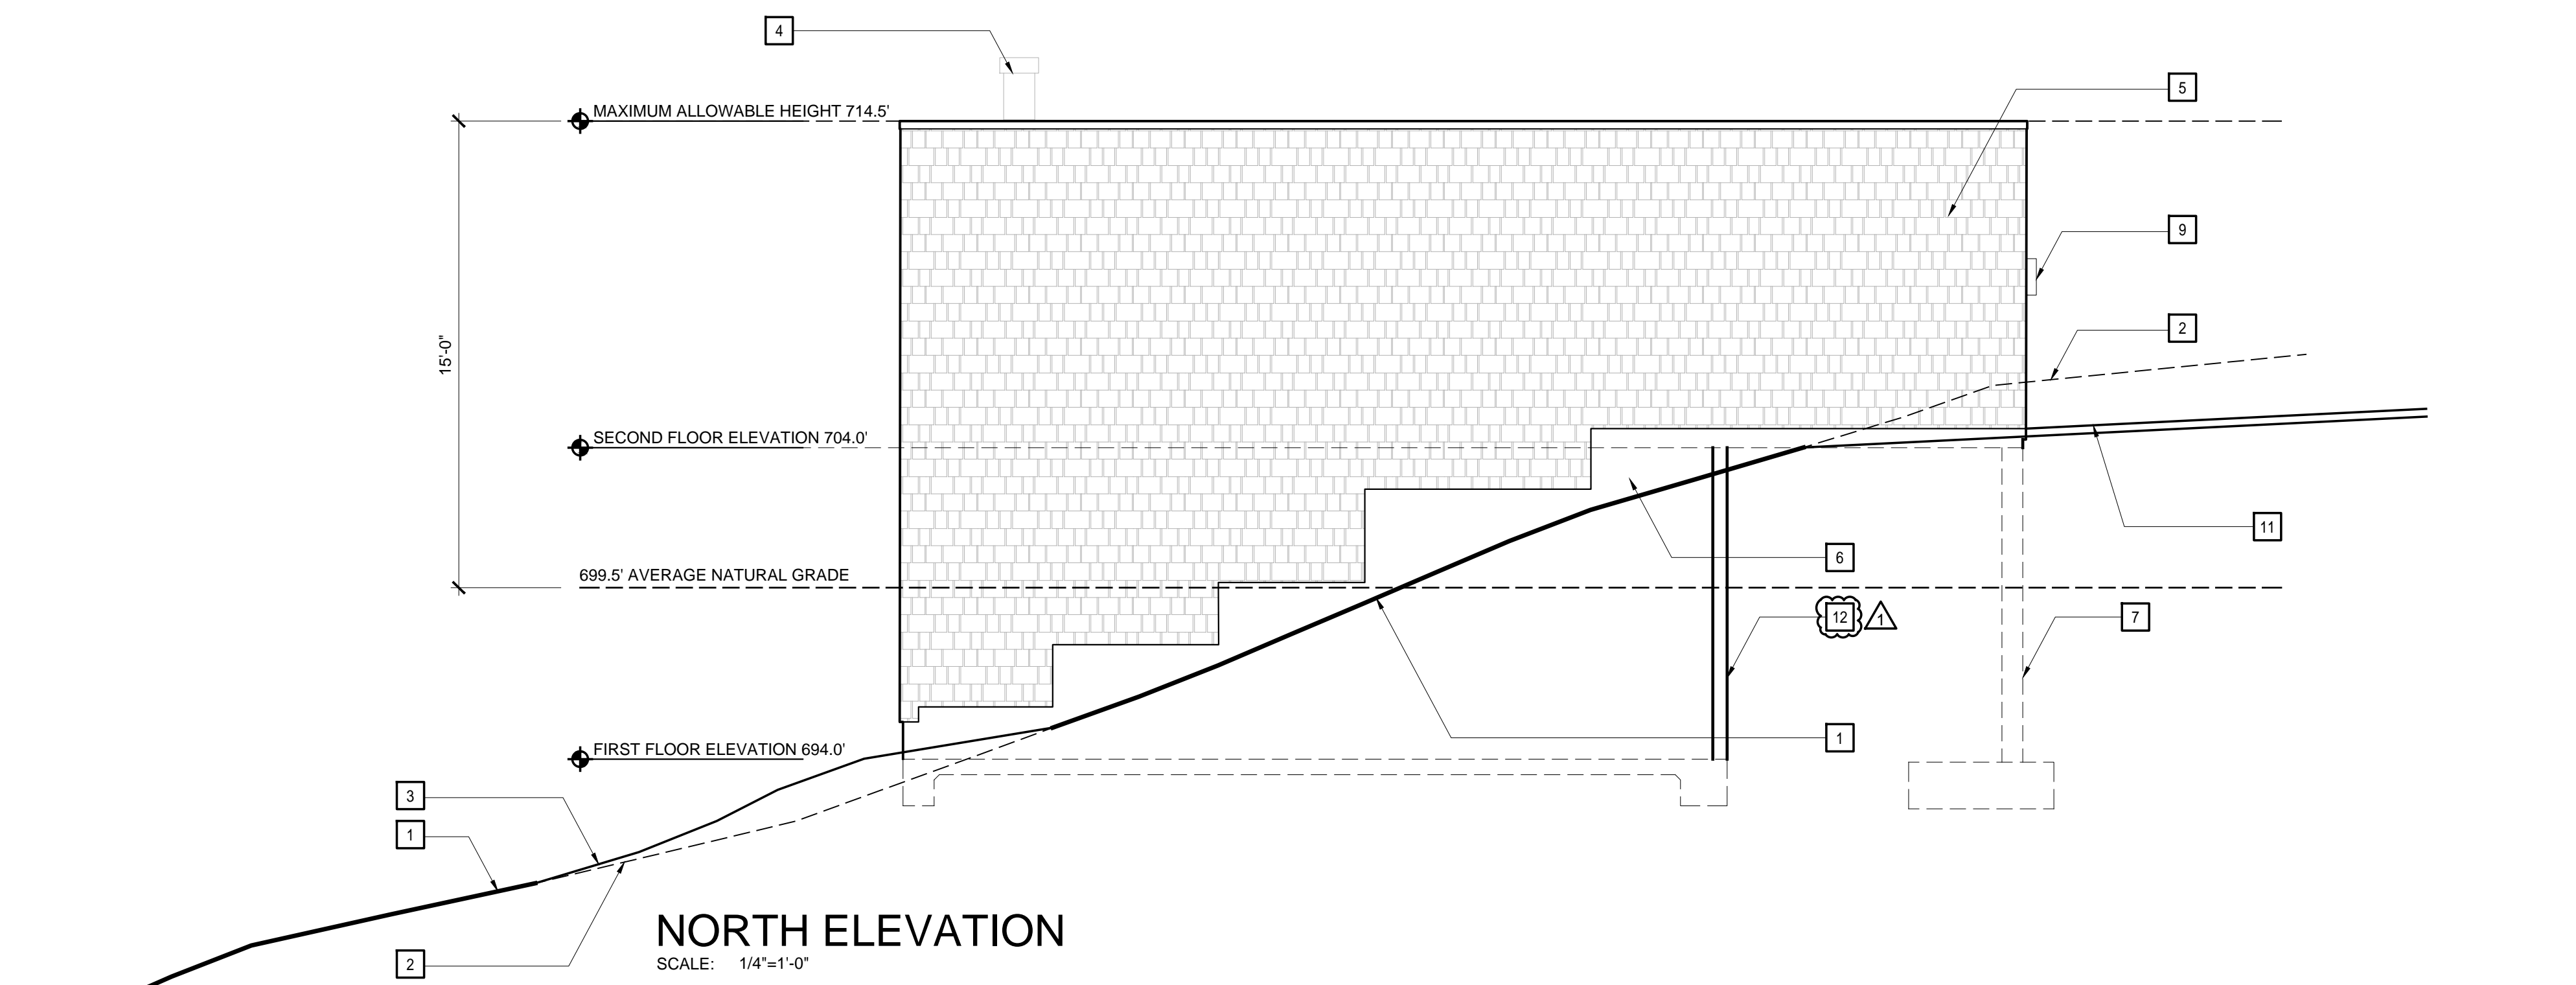 4
MAXIMUM ALLOWABLE HEIGHT 714.5'
5
9
2
15'-0"
SECOND FLOOR ELEVATION 704.0'
11
6
699.5' AVERAGE NATURAL GRADE
12
1
7
1
FIRST FLOOR ELEVATION 694.0'
3
1
2
NORTH ELEVATION
SCALE: 1/4"=1'-0"